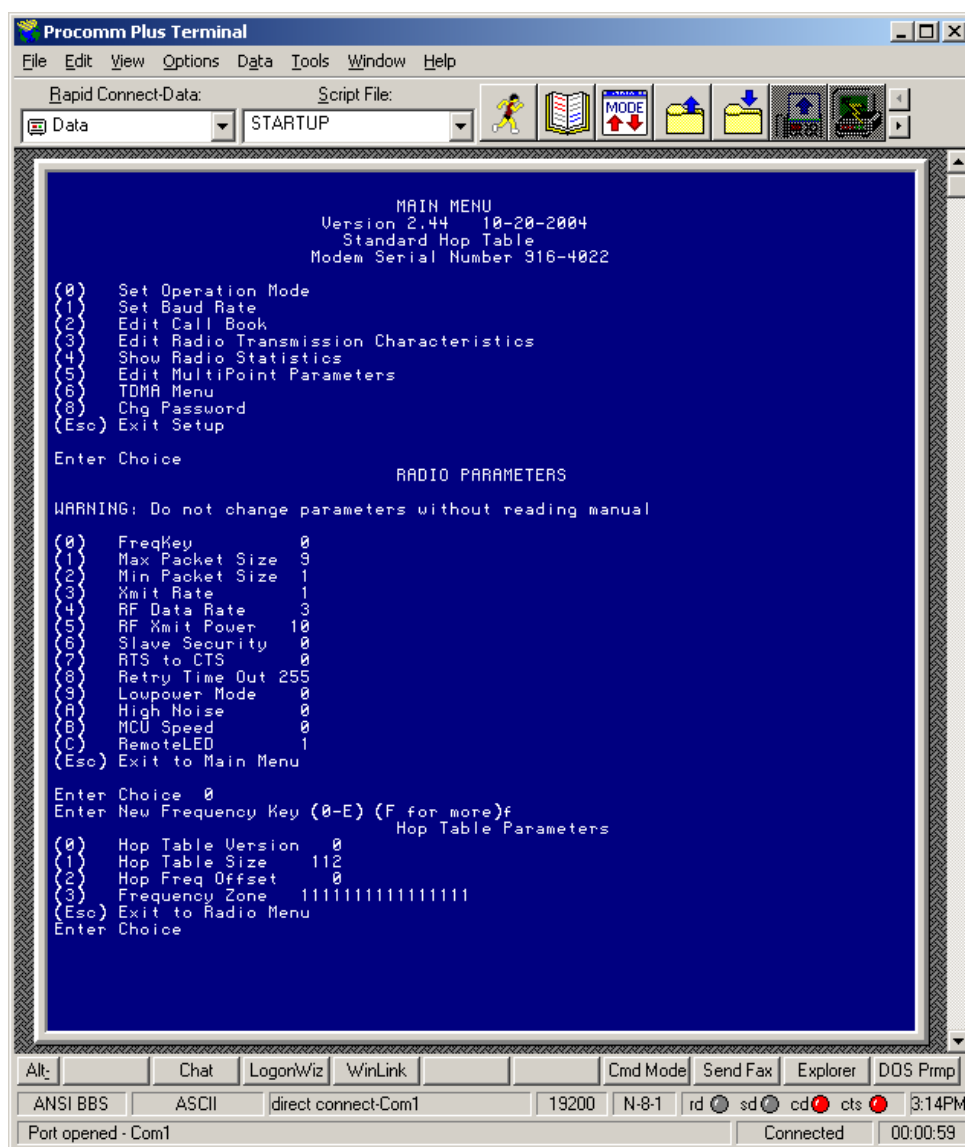 Procomm Plus Terminal
File Edit View Options Data Tools Window Help
Rapid Connect-Data: Script File:
Data STARTUP MODE
MAIN MENU
Version 2.44 10-20-2004
Standard Hop Table
Modem Serial Number 916-4022
(0) Set Operation Mode
(1) Set Baud Rate
(2) Edit Call Book
(3) Edit Radio Transmission Characteristics
(4) Show Radio Statistics
(5) Edit MultiPoint Parameters
(6) TDMA Menu
(8) Chg Password
(Esc) Exit Setup
Enter Choice
RADIO PARAMETERS
WARNING: Do not change parameters without reading manual
(0) FreqKey 0
(1) Max Packet Size 9
(2) Min Packet Size 1
(3) Xmit Rate 1
(4) RF Data Rate 3
(5) RF Xmit Power 10
(6) Slave Security 0
(7) RTS to CTS 0
(8) Retry Time Out 255
(9) Lowpower Mode 0
(A) High Noise 0
(B) MCU Speed 0
(C) RemoteLED 1
(Esc) Exit to Main Menu
Enter Choice 0
Enter New Frequency Key (0-E) (F for more)f
Hop Table Parameters
(0) Hop Table Version 0
(1) Hop Table Size 112
(2) Hop Freq Offset 0
(3) Frequency Zone 1111111111111111
(Esc) Exit to Radio Menu
Enter Choice
Alt- Chat LogonWiz WinLink Cmd Mode Send Fax Explorer DOS Prmp
ANSI BBS ASCII direct connect-Com1 19200 N-8-1 rd sd cd cts 3:14PM
Port opened - Com1 Connected 00:00:59